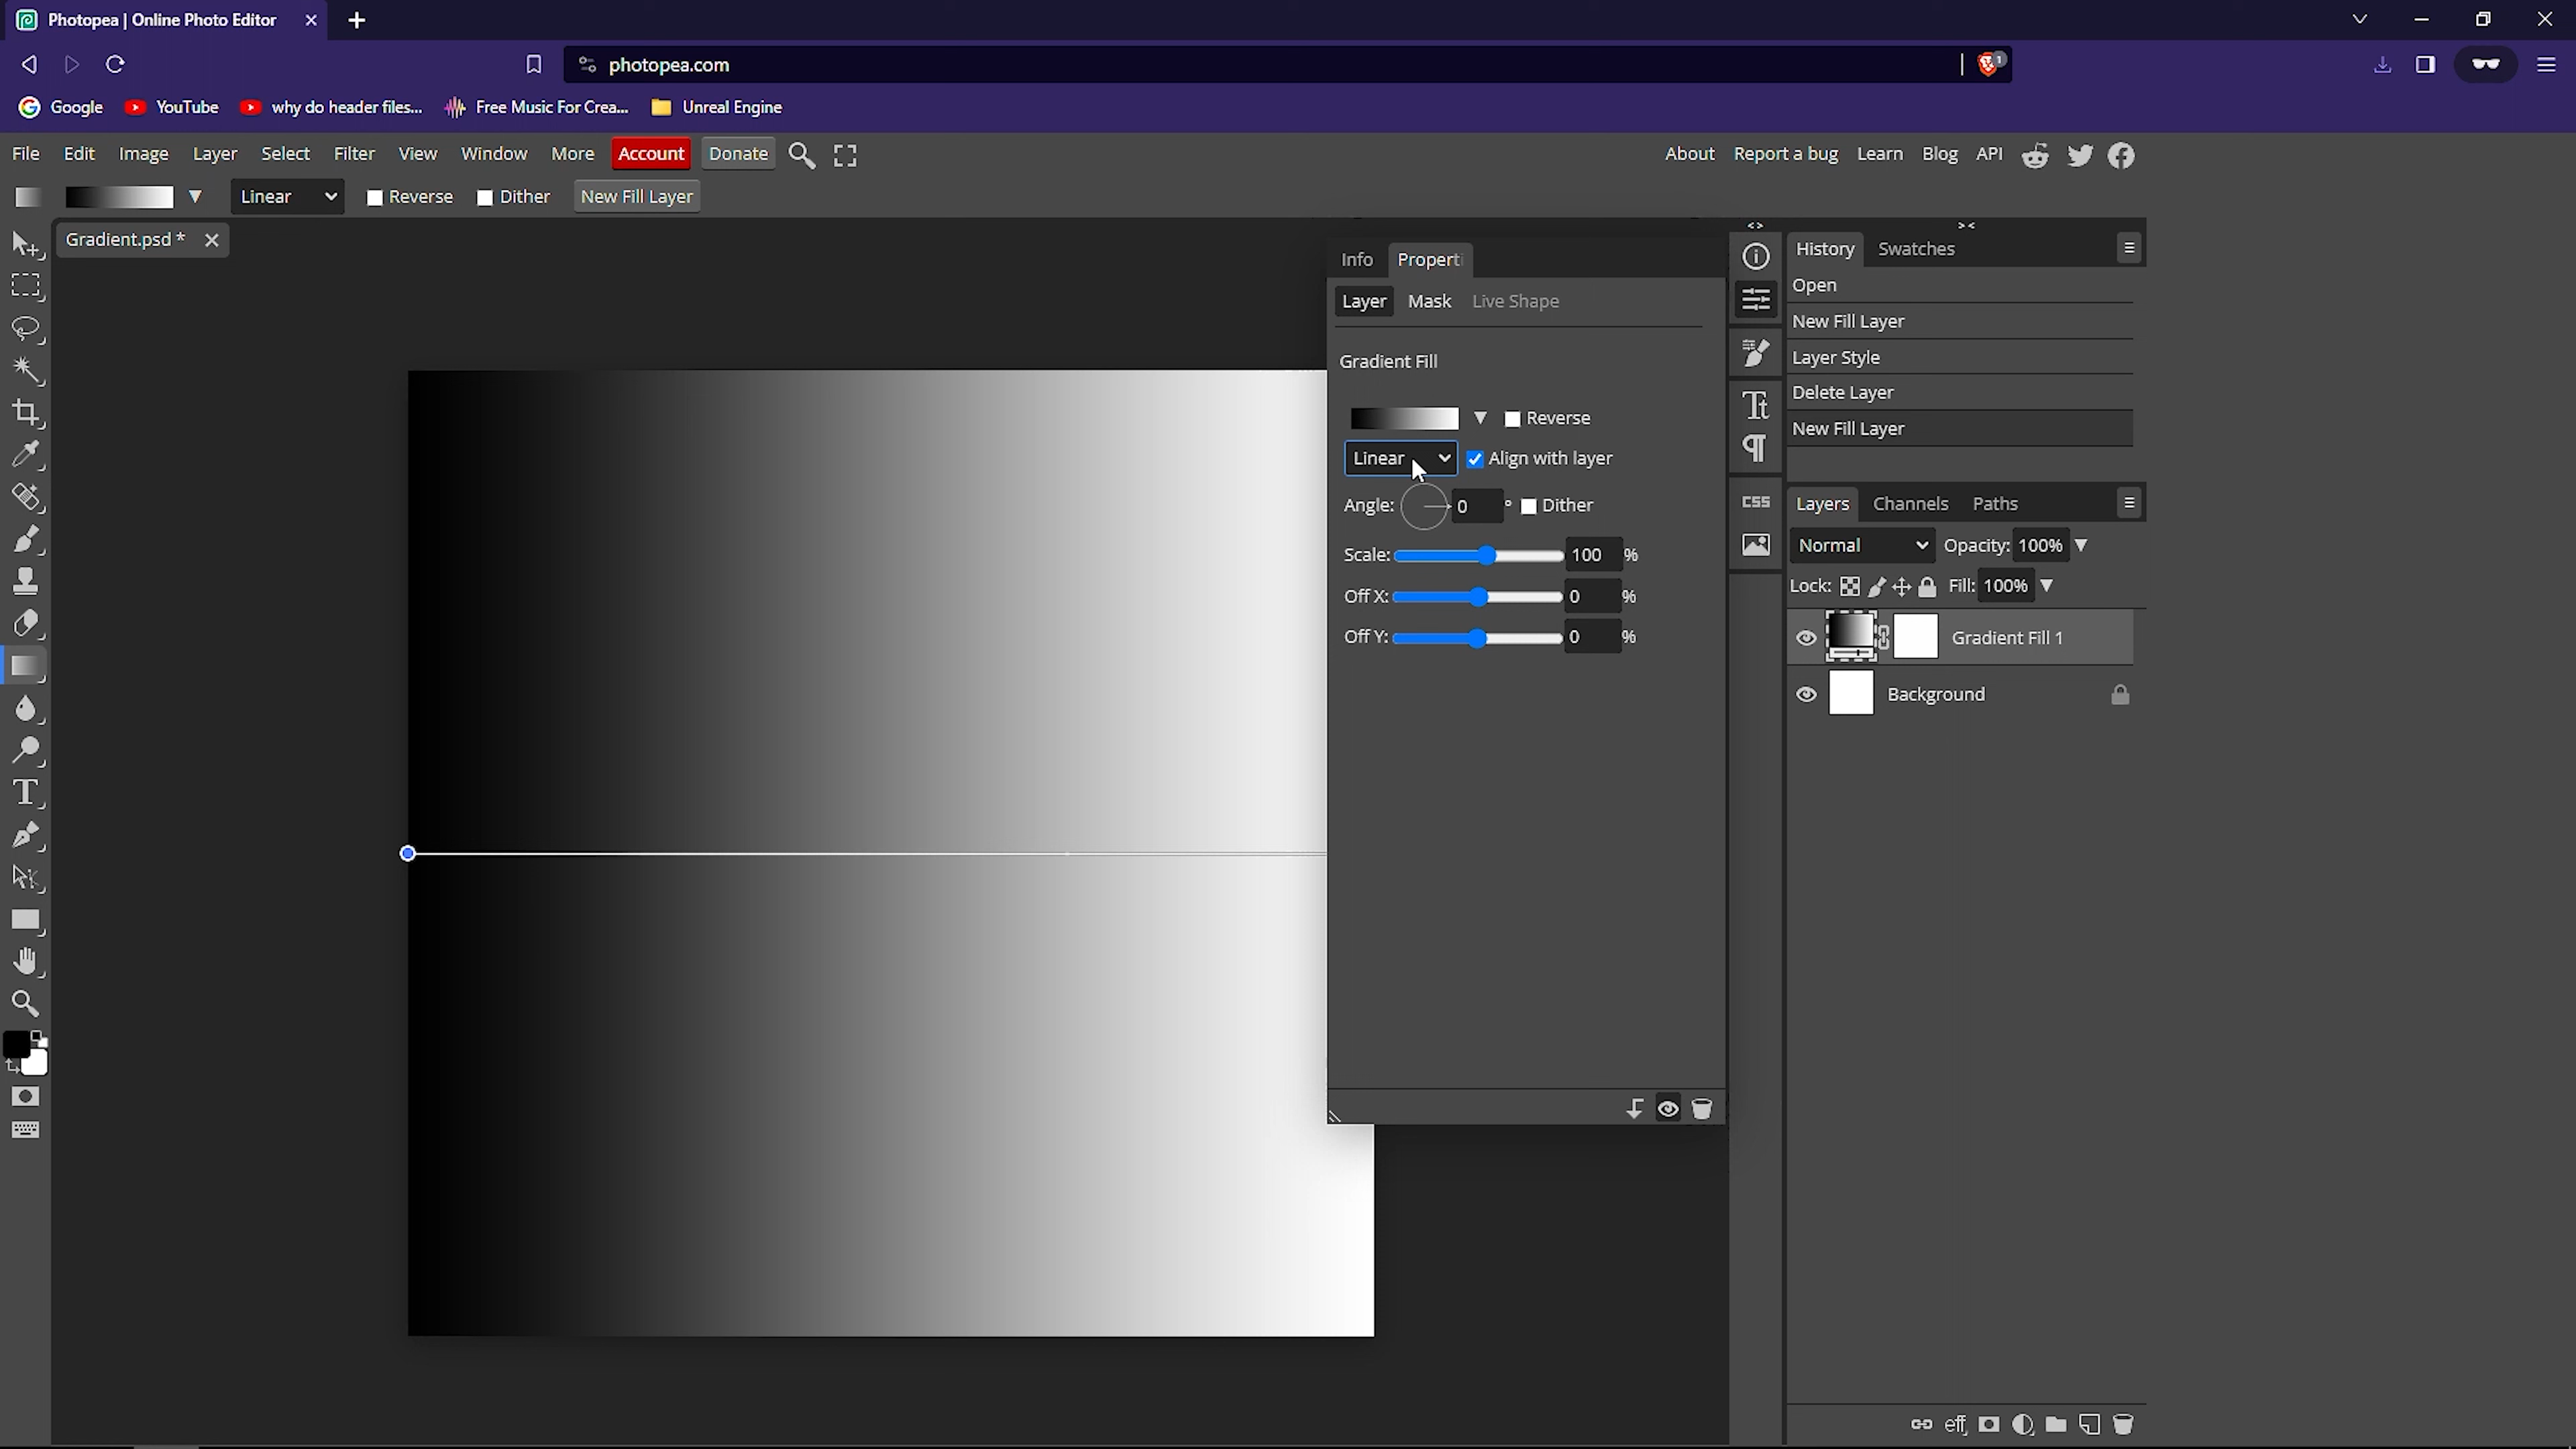 Photopea | Online Photo Editor
photopea.com
1
Google YouTube why do header files... Free Music For Crea... Unreal Engine
File Edit Image Layer Select Filter View Window More Account Donate About Report a bug Learn Blog API
Linear Reverse Dither New Fill Layer
Gradient.psd *
Info Properti
Layer Mask Live Shape
Gradient Fill
Reverse
Linear Align with layer
Angle: 0 ° Dither
Scale: 100 %
Off X: 0 %
Off Y: 0 %
Tt
CSS
History Swatches
Open
New Fill Layer
Layer Style
Delete Layer
New Fill Layer
Layers Channels Paths
Normal Opacity: 100%
Lock: Fill: 100%
Gradient Fill 1
Background
eff